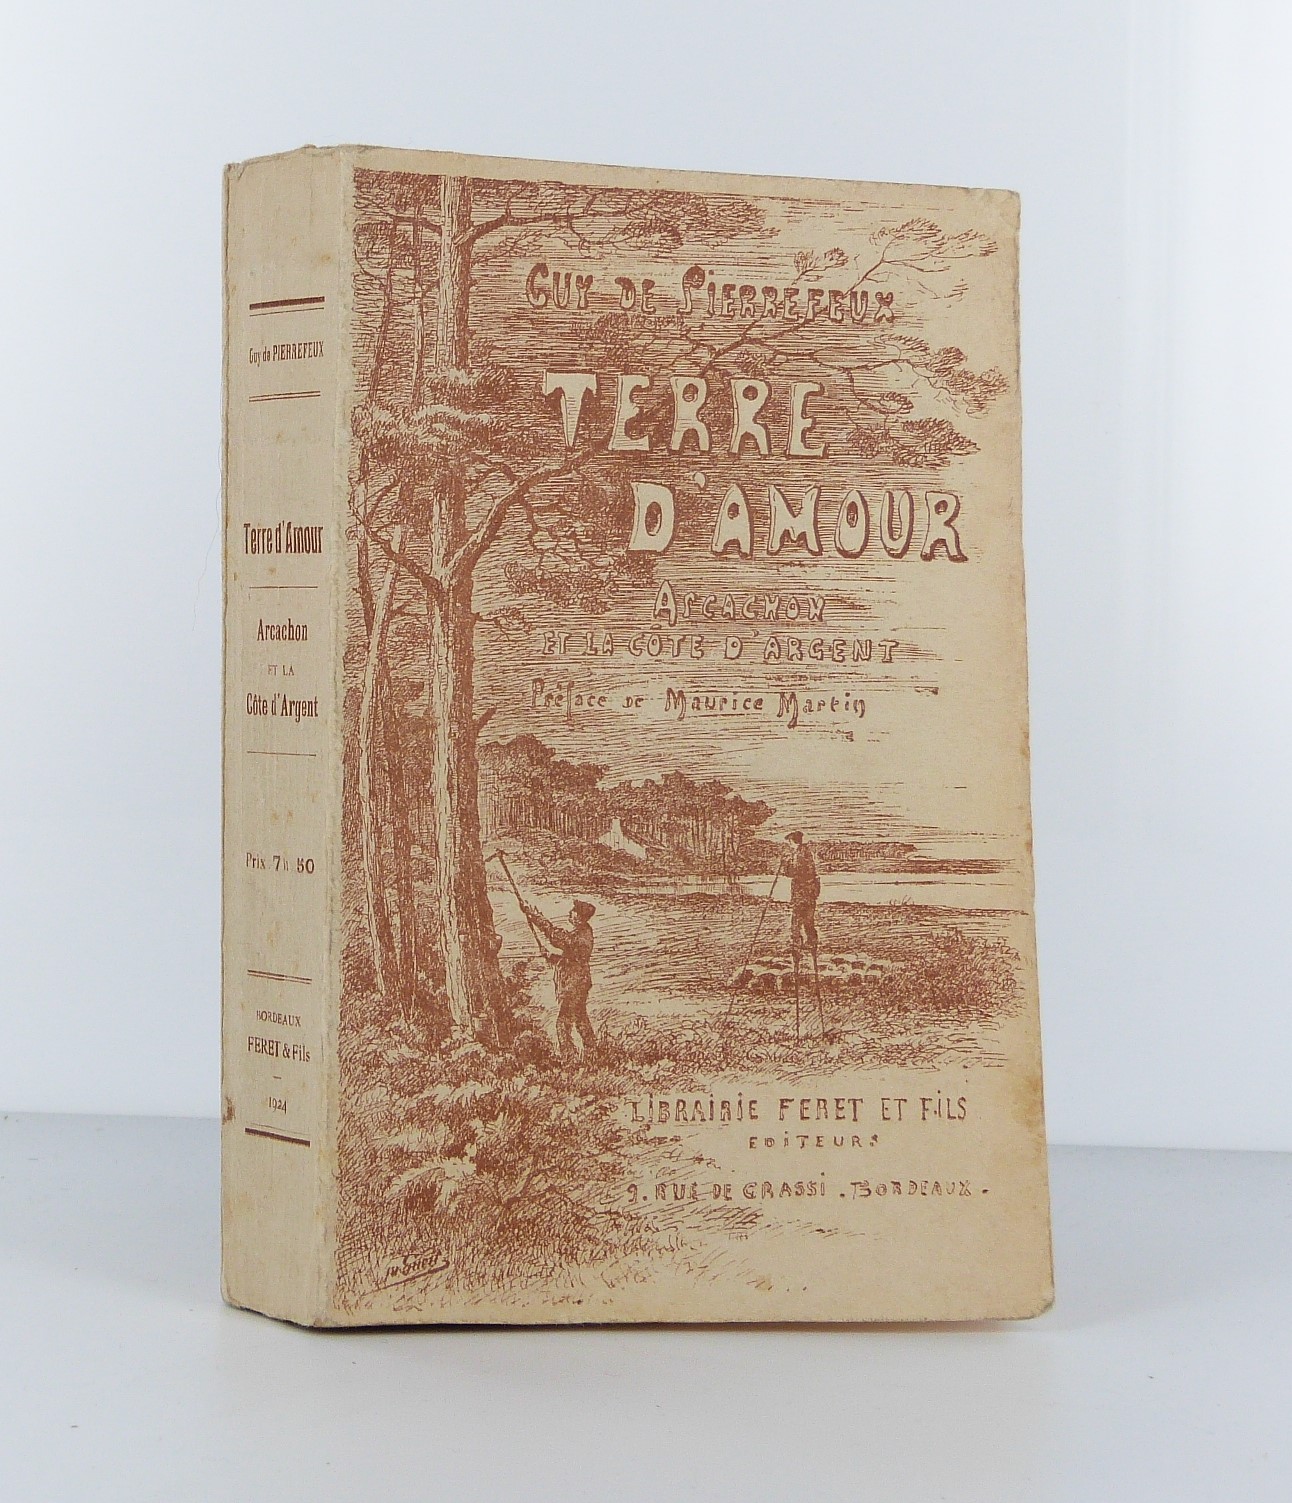 Guy de PIERREFEUX
Terre d'Amour
Arcachon
ET LA
Côte d'Argent
Prix 7 50
BORDEAUX
FERET & Fils
1924
GUY DE PIERREFEUX
TERRE
D'AMOUR
ARCACHON
ET LA COTE D'ARGENT
Préface de Maurice Martin
LIBRAIRIE FERET ET FILS
EDITEURS
9. RUE DE GRASSI . BORDEAUX .